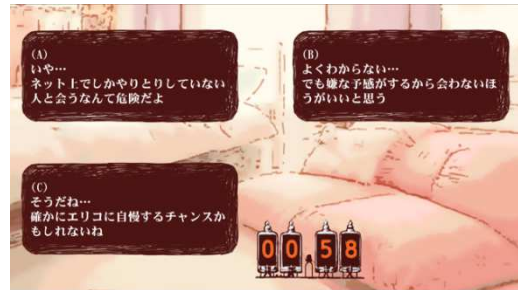 (A)
いや…
ネット上でしかやりとりしていない
人と会うなんて危険だよ
(B)
よくわからない…
でも嫌な予感がするから会わないほ
うがいいと思う
(C)
そうだね…
確かにエリコに自慢するチャンスか
もしれないね
00.58